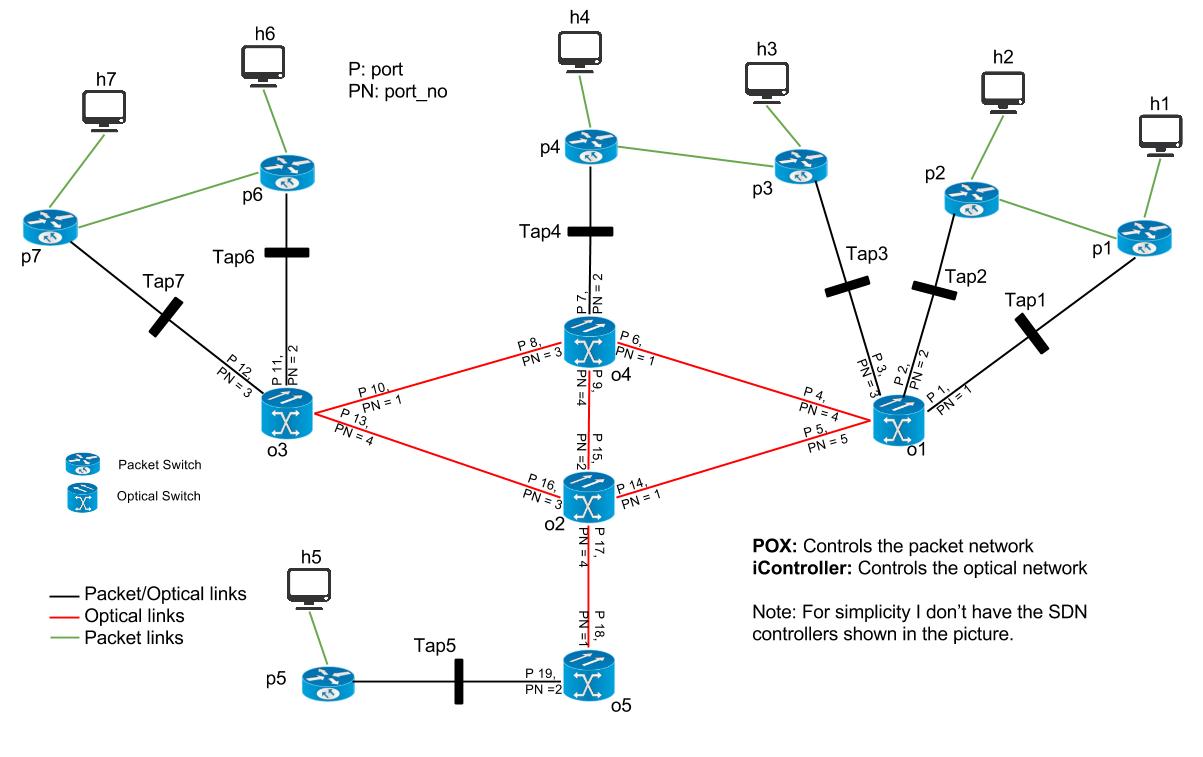 h4
h6
P: port
PN: port_no
h3
h2
h7
h1
p4
p3
p2
p6
p1
p7
Tap4
Tap6
Tap3
Tap2
Tap7
Tap1
P 7,
PN = 2
P 12,
PN = 3
P 11,
PN = 2
P 8,
PN = 3
P 6,
PN = 1
o4
P 3,
PN = 3
P 2,
PN = 2
P 1,
PN = 1
P 10,
PN = 1
P 9,
PN =4
P 4,
PN = 4
P 13,
PN = 4
P 5,
PN = 5
o3
o1
P 15,
PN =2
P 16,
PN = 3
P 14,
PN = 1
o2
Packet Switch
Optical Switch
P 17,
PN = 4
POX: Controls the packet network
iController: Controls the optical network
h5
Packet/Optical links
Optical links
Packet links
Note: For simplicity I don't have the SDN
controllers shown in the picture.
P 18,
PN =1
Tap5
p5
P 19,
PN =2
o5